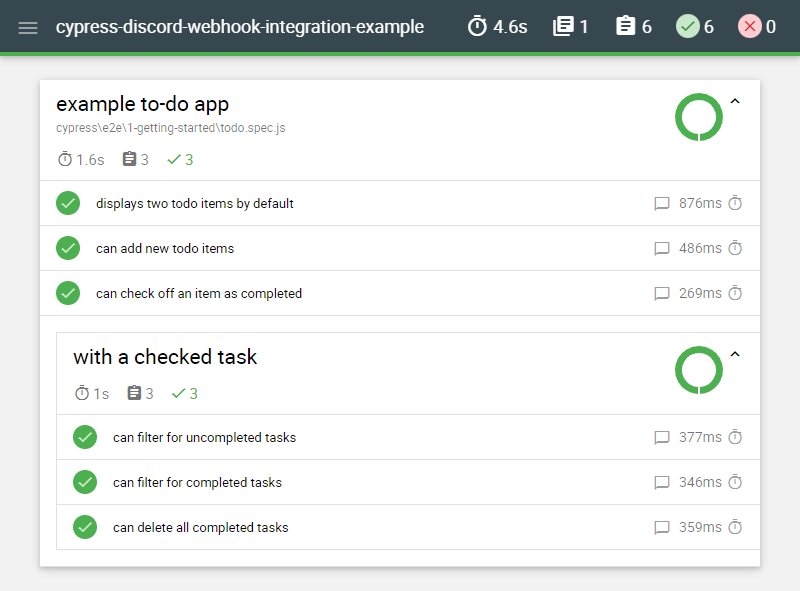 cypress-discord-webhook-integration-example 4.6s 1 6 6 0
example to-do app
cypress\e2e\1-getting-started\todo.spec.js
1.6s 3 3
displays two todo items by default 876ms
can add new todo items 486ms
can check off an item as completed 269ms
with a checked task
1s 3 3
can filter for uncompleted tasks 377ms
can filter for completed tasks 346ms
can delete all completed tasks 359ms